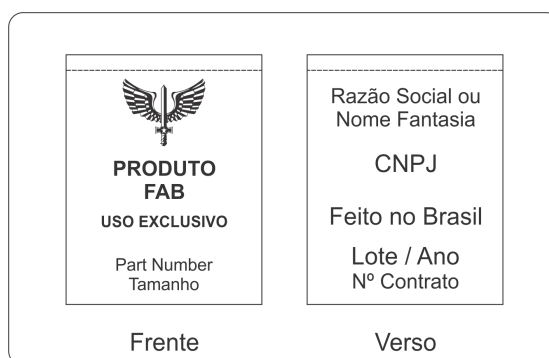 PRODUTO
FAB
USO EXCLUSIVO
Part Number
Tamanho
Frente
Razão Social ou
Nome Fantasia
CNPJ
Feito no Brasil
Lote / Ano
Nº Contrato
Verso